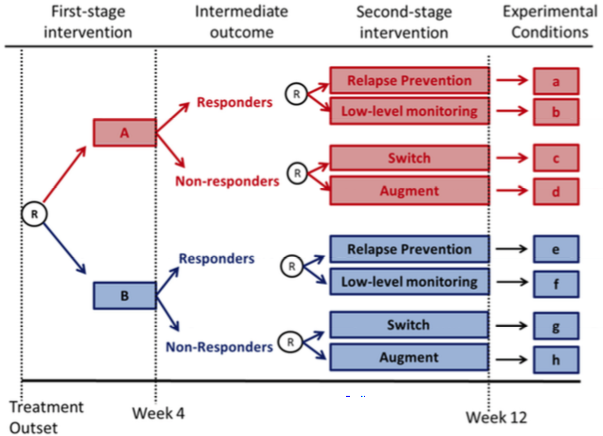 First-stage intervention
Intermediate outcome
Second-stage intervention
Experimental Conditions
R
A
Responders
R
Relapse Prevention
a
Low-level monitoring
b
Non-responders
R
Switch
c
Augment
d
B
Responders
R
Relapse Prevention
e
Low-level monitoring
f
Non-Responders
R
Switch
g
Augment
h
Treatment Outset
Week 4
Week 12